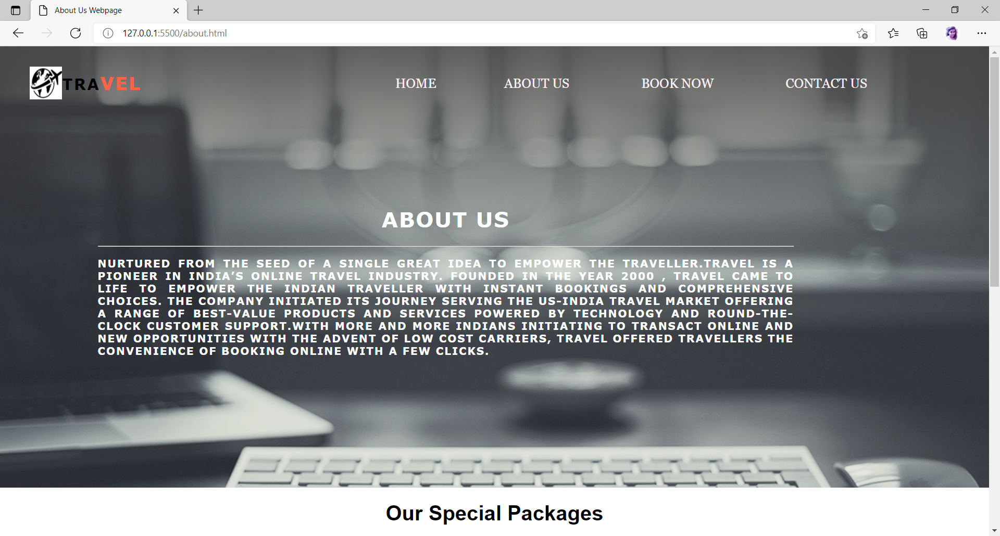 About Us Webpage
127.0.0.1:5500/about.html
TRAVEL
HOME ABOUT US BOOK NOW CONTACT US
ABOUT US
NURTURED FROM THE SEED OF A SINGLE GREAT IDEA TO EMPOWER THE TRAVELLER.TRAVEL IS A
PIONEER IN INDIA’S ONLINE TRAVEL INDUSTRY. FOUNDED IN THE YEAR 2000 , TRAVEL CAME TO
LIFE TO EMPOWER THE INDIAN TRAVELLER WITH INSTANT BOOKINGS AND COMPREHENSIVE
CHOICES. THE COMPANY INITIATED ITS JOURNEY SERVING THE US-INDIA TRAVEL MARKET OFFERING
A RANGE OF BEST-VALUE PRODUCTS AND SERVICES POWERED BY TECHNOLOGY AND ROUND-THE-
CLOCK CUSTOMER SUPPORT.WITH MORE AND MORE INDIANS INITIATING TO TRANSACT ONLINE AND
NEW OPPORTUNITIES WITH THE ADVENT OF LOW COST CARRIERS, TRAVEL OFFERED TRAVELLERS THE
CONVENIENCE OF BOOKING ONLINE WITH A FEW CLICKS.
Our Special Packages